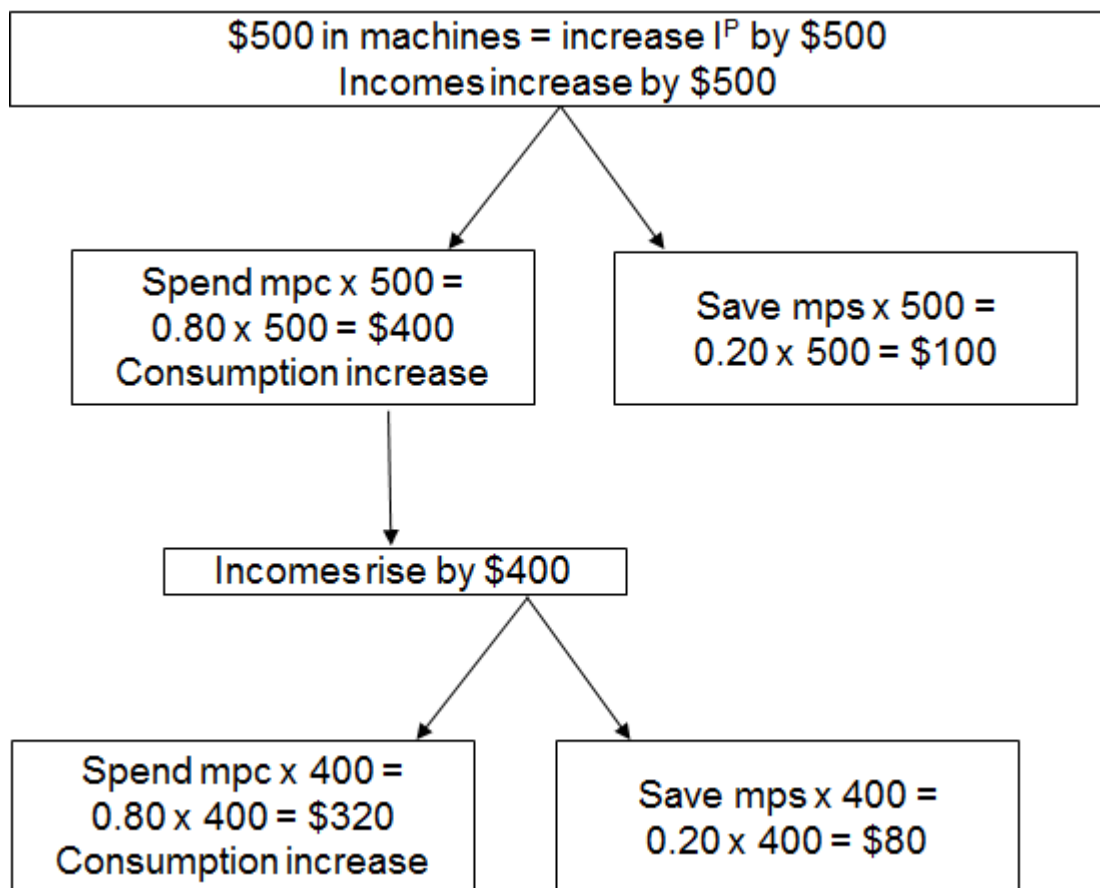 $500 in machines = increase Iᴾ by $500
Incomes increase by $500
Spend mpc x 500 =
0.80 x 500 = $400
Consumption increase
Save mps x 500 =
0.20 x 500 = $100
Incomes rise by $400
Spend mpc x 400 =
0.80 x 400 = $320
Consumption increase
Save mps x 400 =
0.20 x 400 = $80